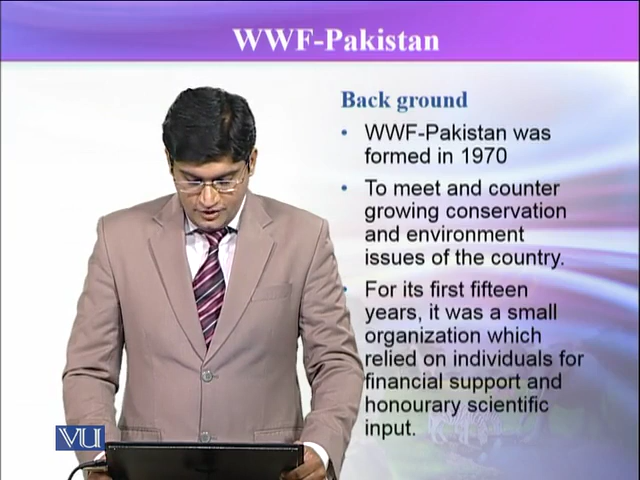 WWF-Pakistan
Back ground
• WWF-Pakistan was
formed in 1970
• To meet and counter
growing conservation
and environment
issues of the country.
• For its first fifteen
years, it was a small
organization which
relied on individuals for
financial support and
honourary scientific
input.
VU